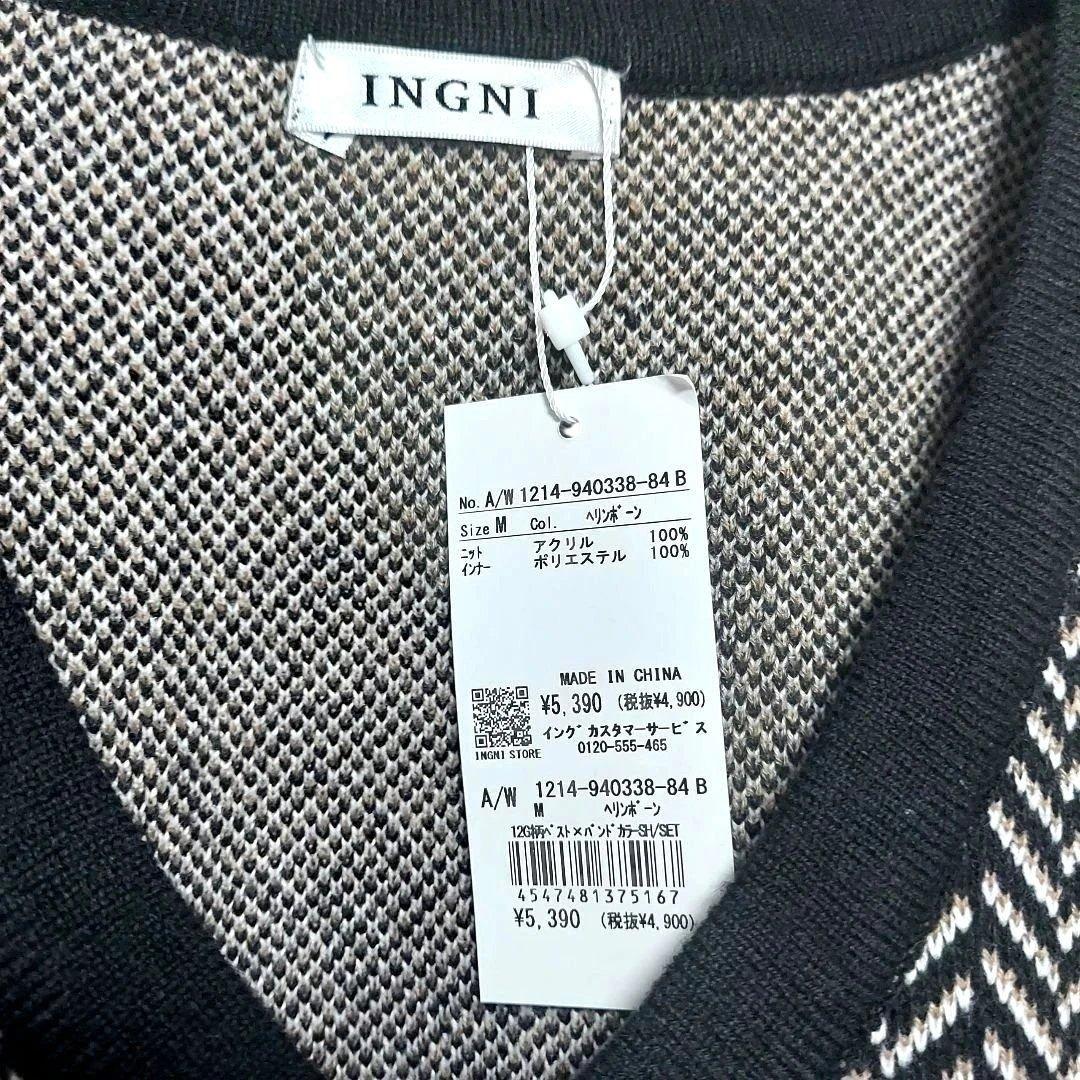 INGNI
No. A/W 1214-940338-84 B
Size M Col. ﾍﾘﾝﾎﾞｰﾝ
ﾆｯﾄ アクリル 100%
ｲﾝﾅｰ ポリエステル 100%
MADE IN CHINA
¥5,390 (税抜¥4,900)
イングカスタマーサービス
0120-555-465
INGNI STORE
A/W 1214-940338-84 B
M ﾍﾘﾝﾎﾞｰﾝ
12G柄ﾍﾞｽﾄ×ﾊﾞﾝﾄﾞｶﾗｰSH/SET
4547481375167
¥5,390 (税抜¥4,900)